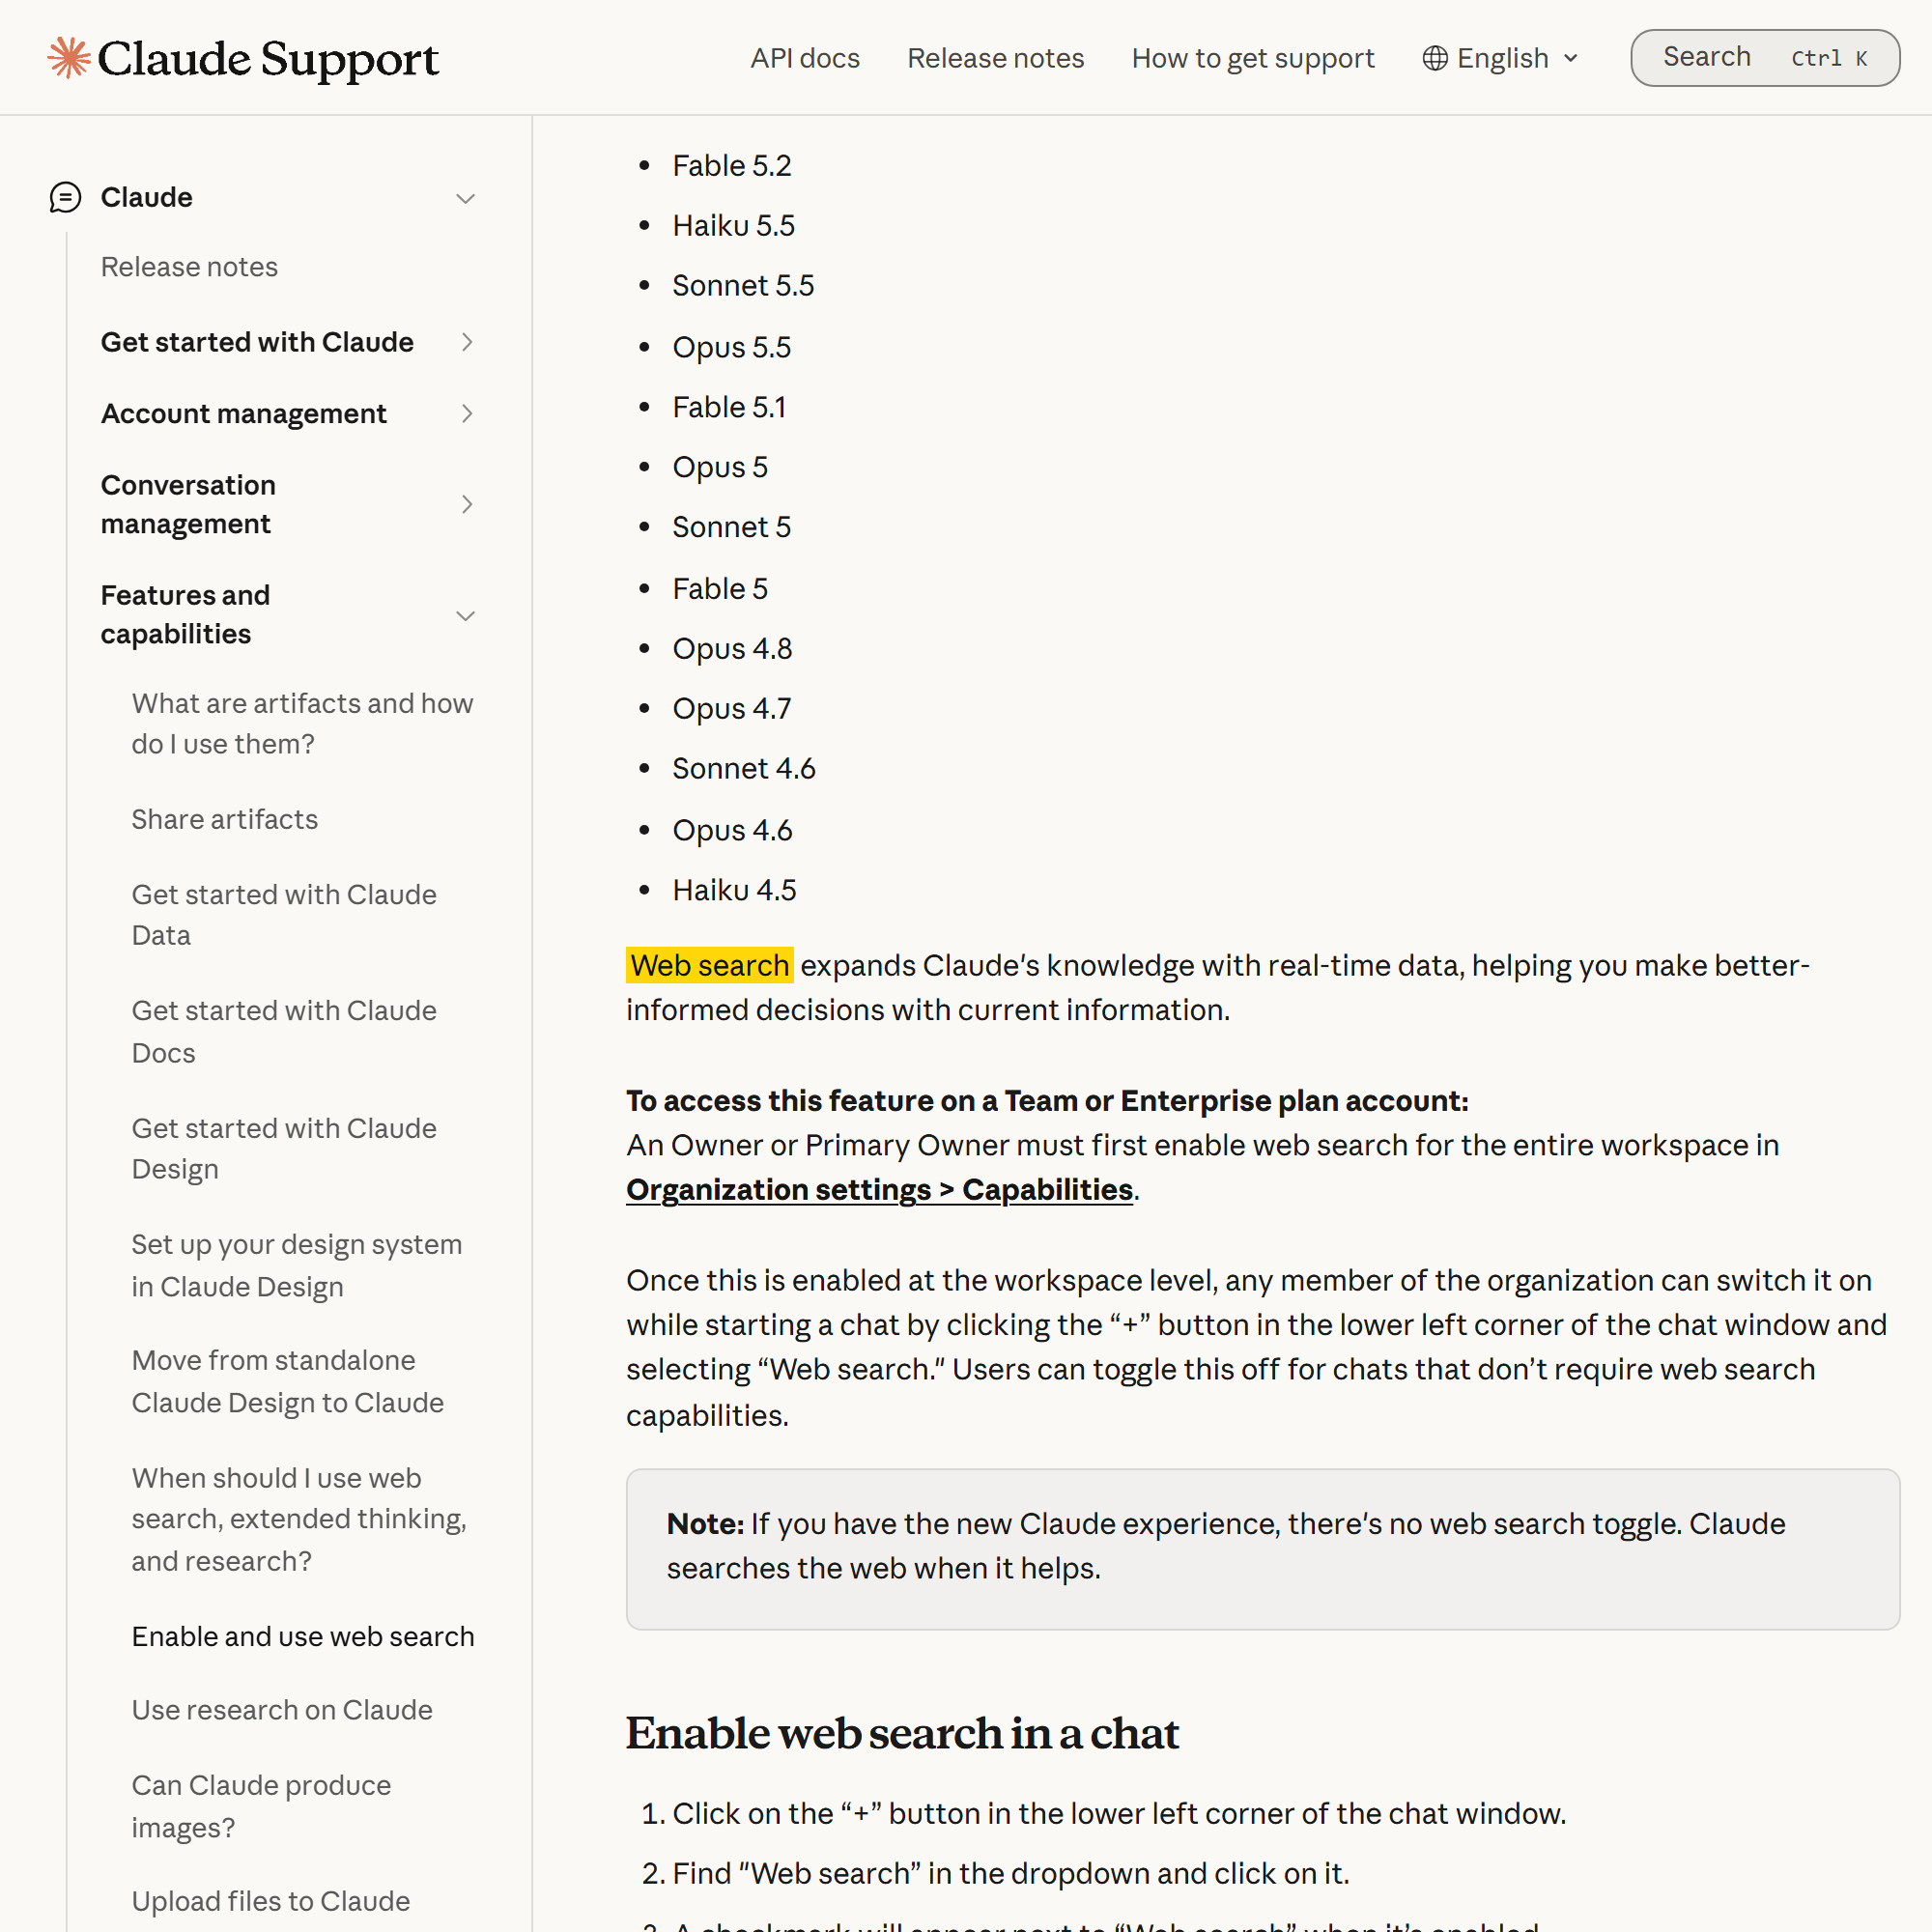 Claude Support
API docs
Release notes
How to get support
English
Search Ctrl K
Claude
Release notes
Get started with Claude
Account management
Conversation
management
Features and
capabilities
What are artifacts and how
do I use them?
Share artifacts
Get started with Claude
Data
Get started with Claude
Docs
Get started with Claude
Design
Set up your design system
in Claude Design
Move from standalone
Claude Design to Claude
When should I use web
search, extended thinking,
and research?
Enable and use web search
Use research on Claude
Can Claude produce
images?
Upload files to Claude
• Fable 5.2
• Haiku 5.5
• Sonnet 5.5
• Opus 5.5
• Fable 5.1
• Opus 5
• Sonnet 5
• Fable 5
• Opus 4.8
• Opus 4.7
• Sonnet 4.6
• Opus 4.6
• Haiku 4.5
Web search expands Claude's knowledge with real-time data, helping you make better-
informed decisions with current information.
To access this feature on a Team or Enterprise plan account:
An Owner or Primary Owner must first enable web search for the entire workspace in
Organization settings > Capabilities.
Once this is enabled at the workspace level, any member of the organization can switch it on
while starting a chat by clicking the “+” button in the lower left corner of the chat window and
selecting “Web search." Users can toggle this off for chats that don’t require web search
capabilities.
Note: If you have the new Claude experience, there's no web search toggle. Claude
searches the web when it helps.
Enable web search in a chat
1. Click on the “+” button in the lower left corner of the chat window.
2. Find "Web search” in the dropdown and click on it.
3. A checkmark will appear next to “Web search” when it’s enabled.